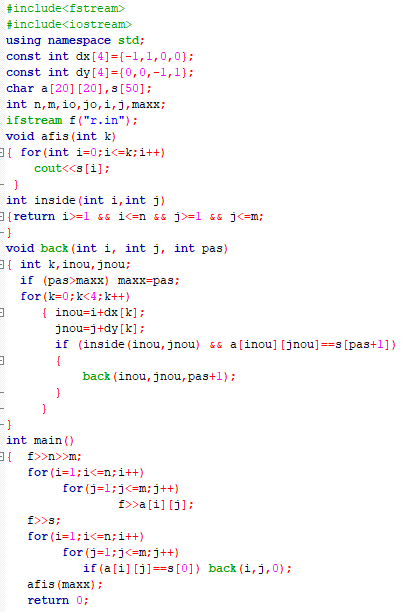 #include<fstream>
#include<iostream>
using namespace std;
const int dx[4]={-1,1,0,0};
const int dy[4]={0,0,-1,1};
char a[20][20],s[50];
int n,m,io,jo,i,j,maxx;
ifstream f("r.in");
void afis(int k)
{ for(int i=0;i<=k;i++)
cout<<s[i];
}
int inside(int i,int j)
{return i>=1 && i<=n && j>=1 && j<=m;
}
void back(int i, int j, int pas)
{ int k,inou,jnou;
if (pas>maxx) maxx=pas;
for(k=0;k<4;k++)
{ inou=i+dx[k];
jnou=j+dy[k];
if (inside(inou,jnou) && a[inou][jnou]==s[pas+1])
{
back(inou,jnou,pas+1);
}
}
}
int main()
{ f>>n>>m;
for(i=1;i<=n;i++)
for(j=1;j<=m;j++)
f>>a[i][j];
f>>s;
for(i=1;i<=n;i++)
for(j=1;j<=m;j++)
if(a[i][j]==s[0]) back(i,j,0);
afis(maxx);
return 0;